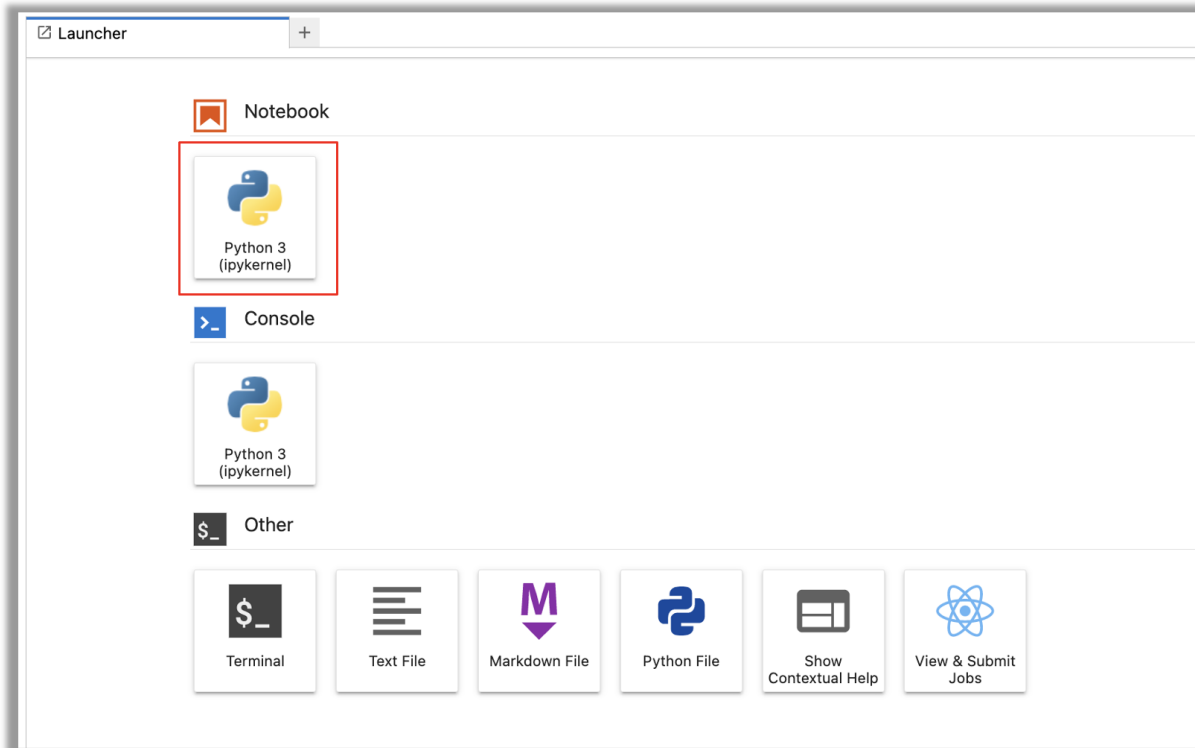 Launcher
+
Notebook
Python 3
(ipykernel)
Console
>_
Python 3
(ipykernel)
$_ Other
$_
M
Terminal
Text File
Markdown File
Python File
Show
Contextual Help
View & Submit
Jobs